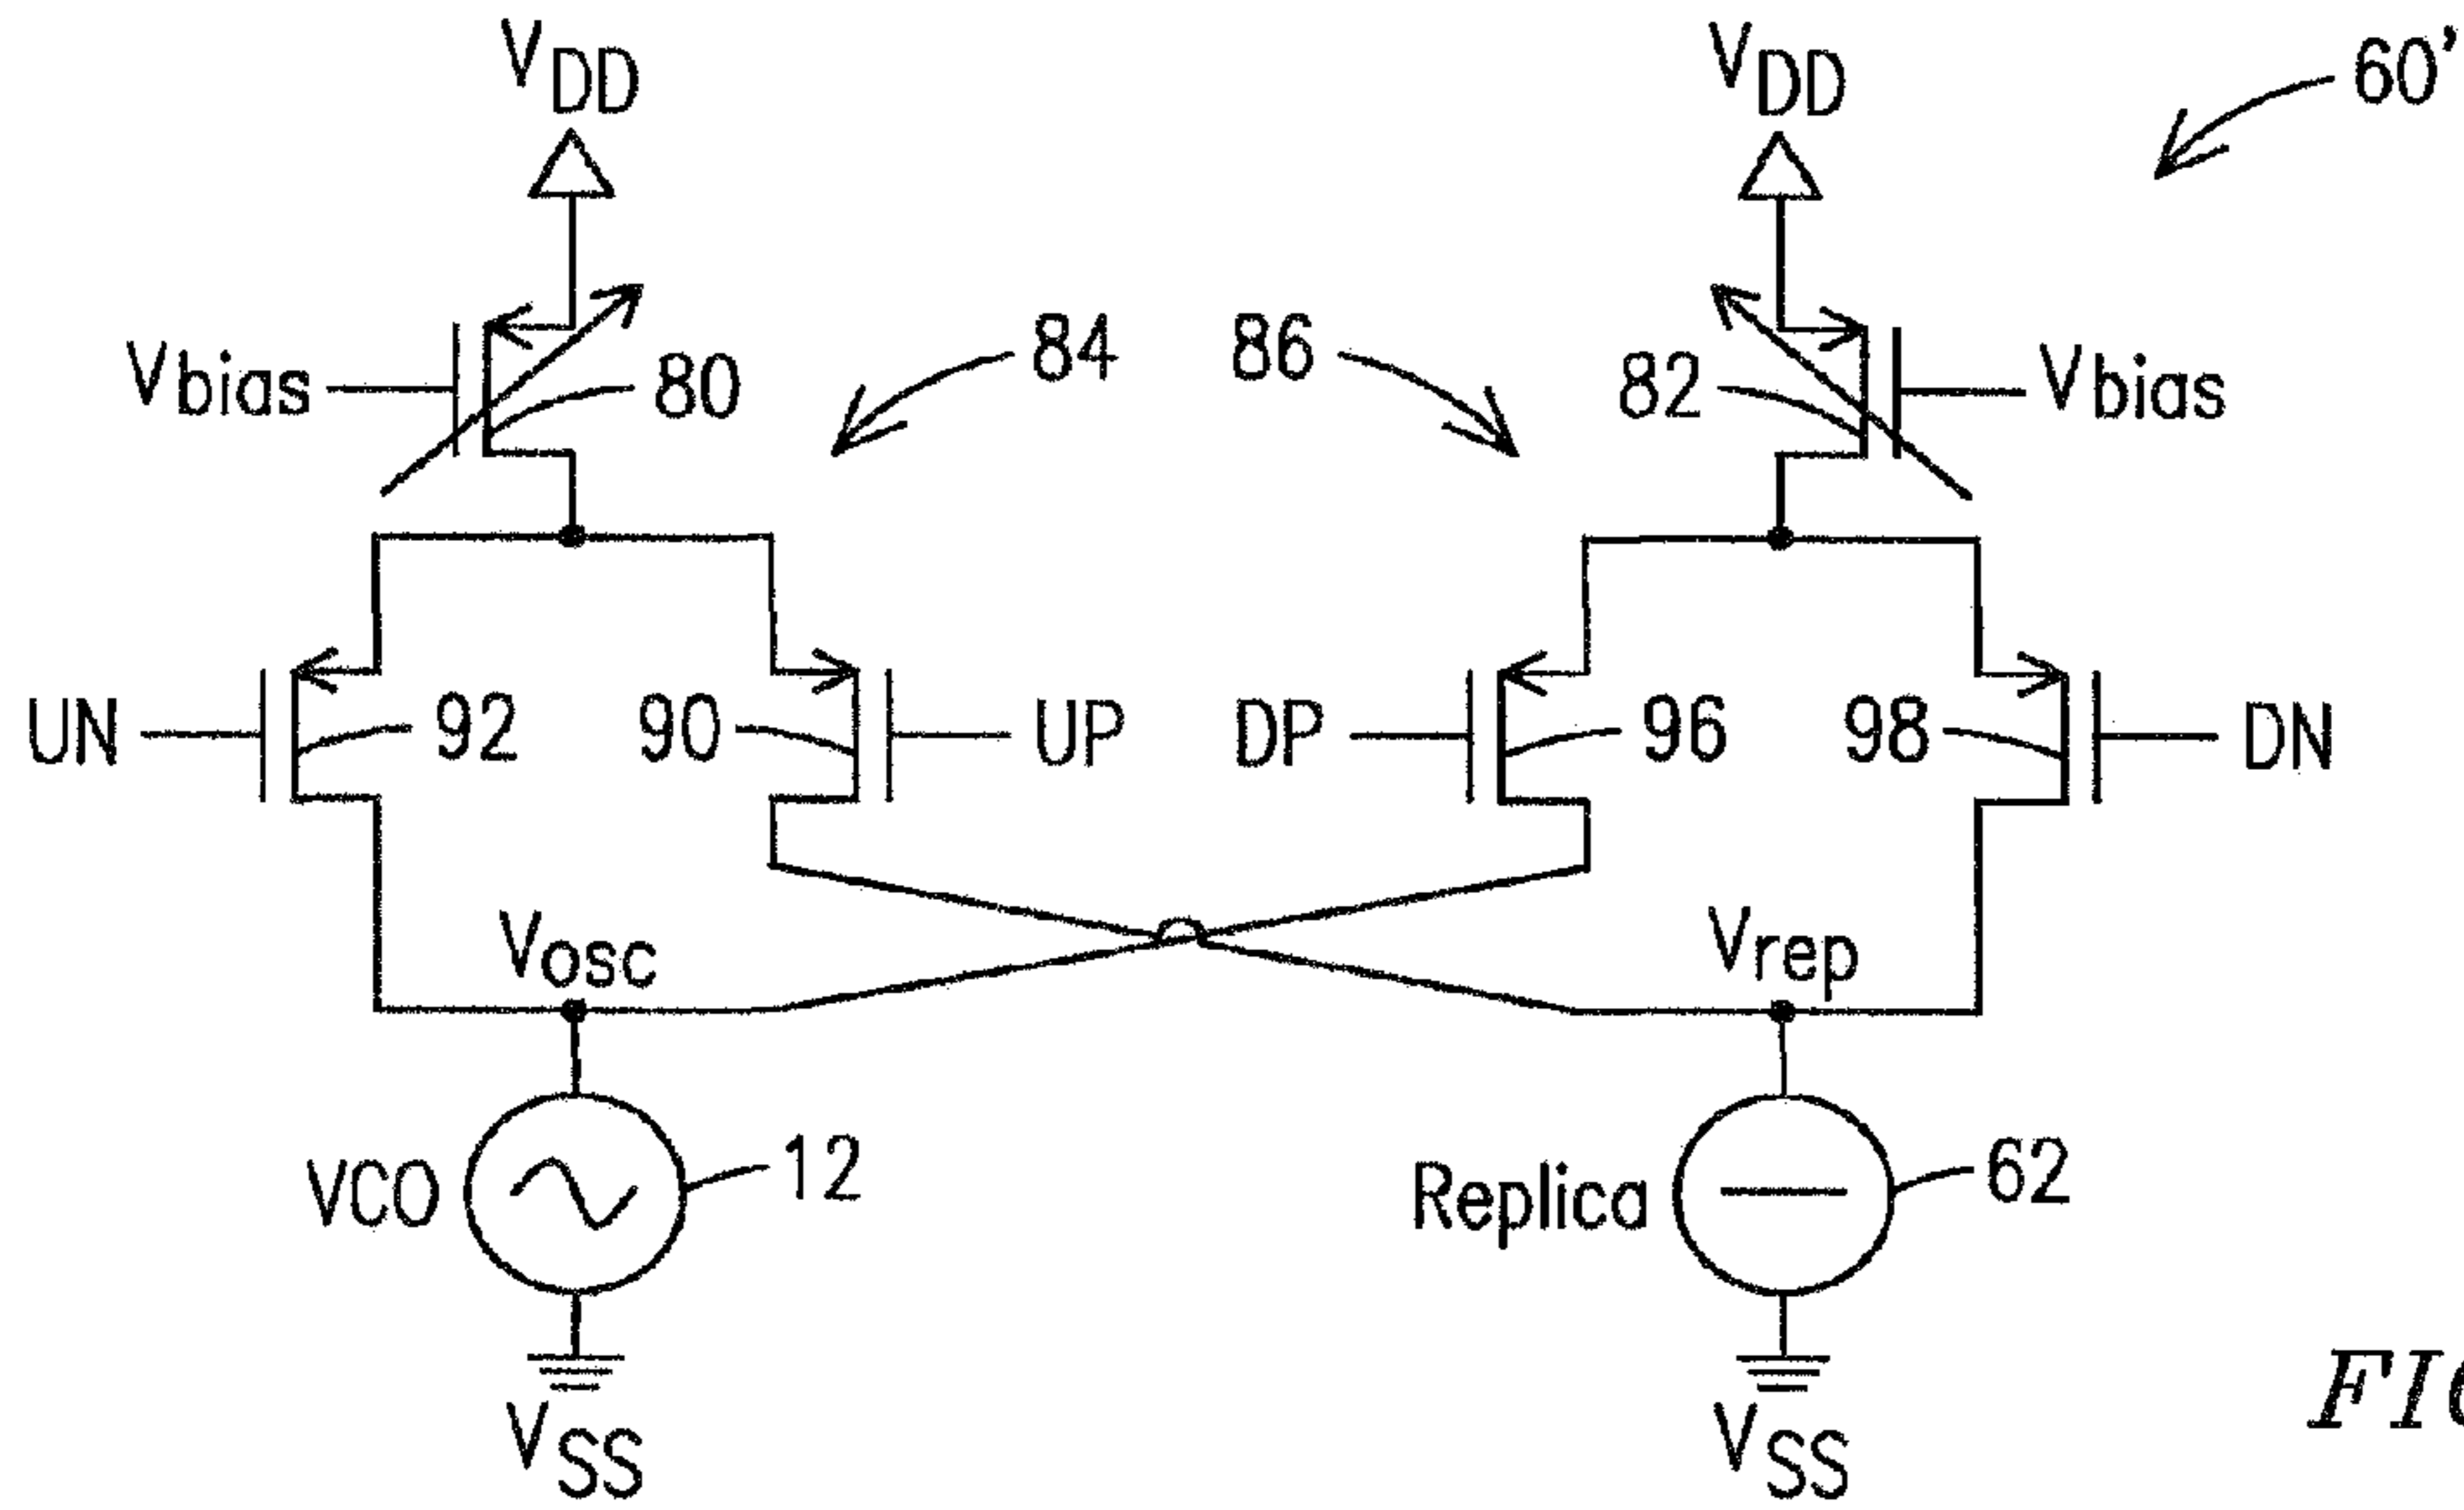 VDD
VDD
60'
Vbias
80
84
86
82
Vbias
UN
92
90
UP
DP
96
98
DN
Vosc
Vrep
VCO
12
Replica
62
VSS
VSS